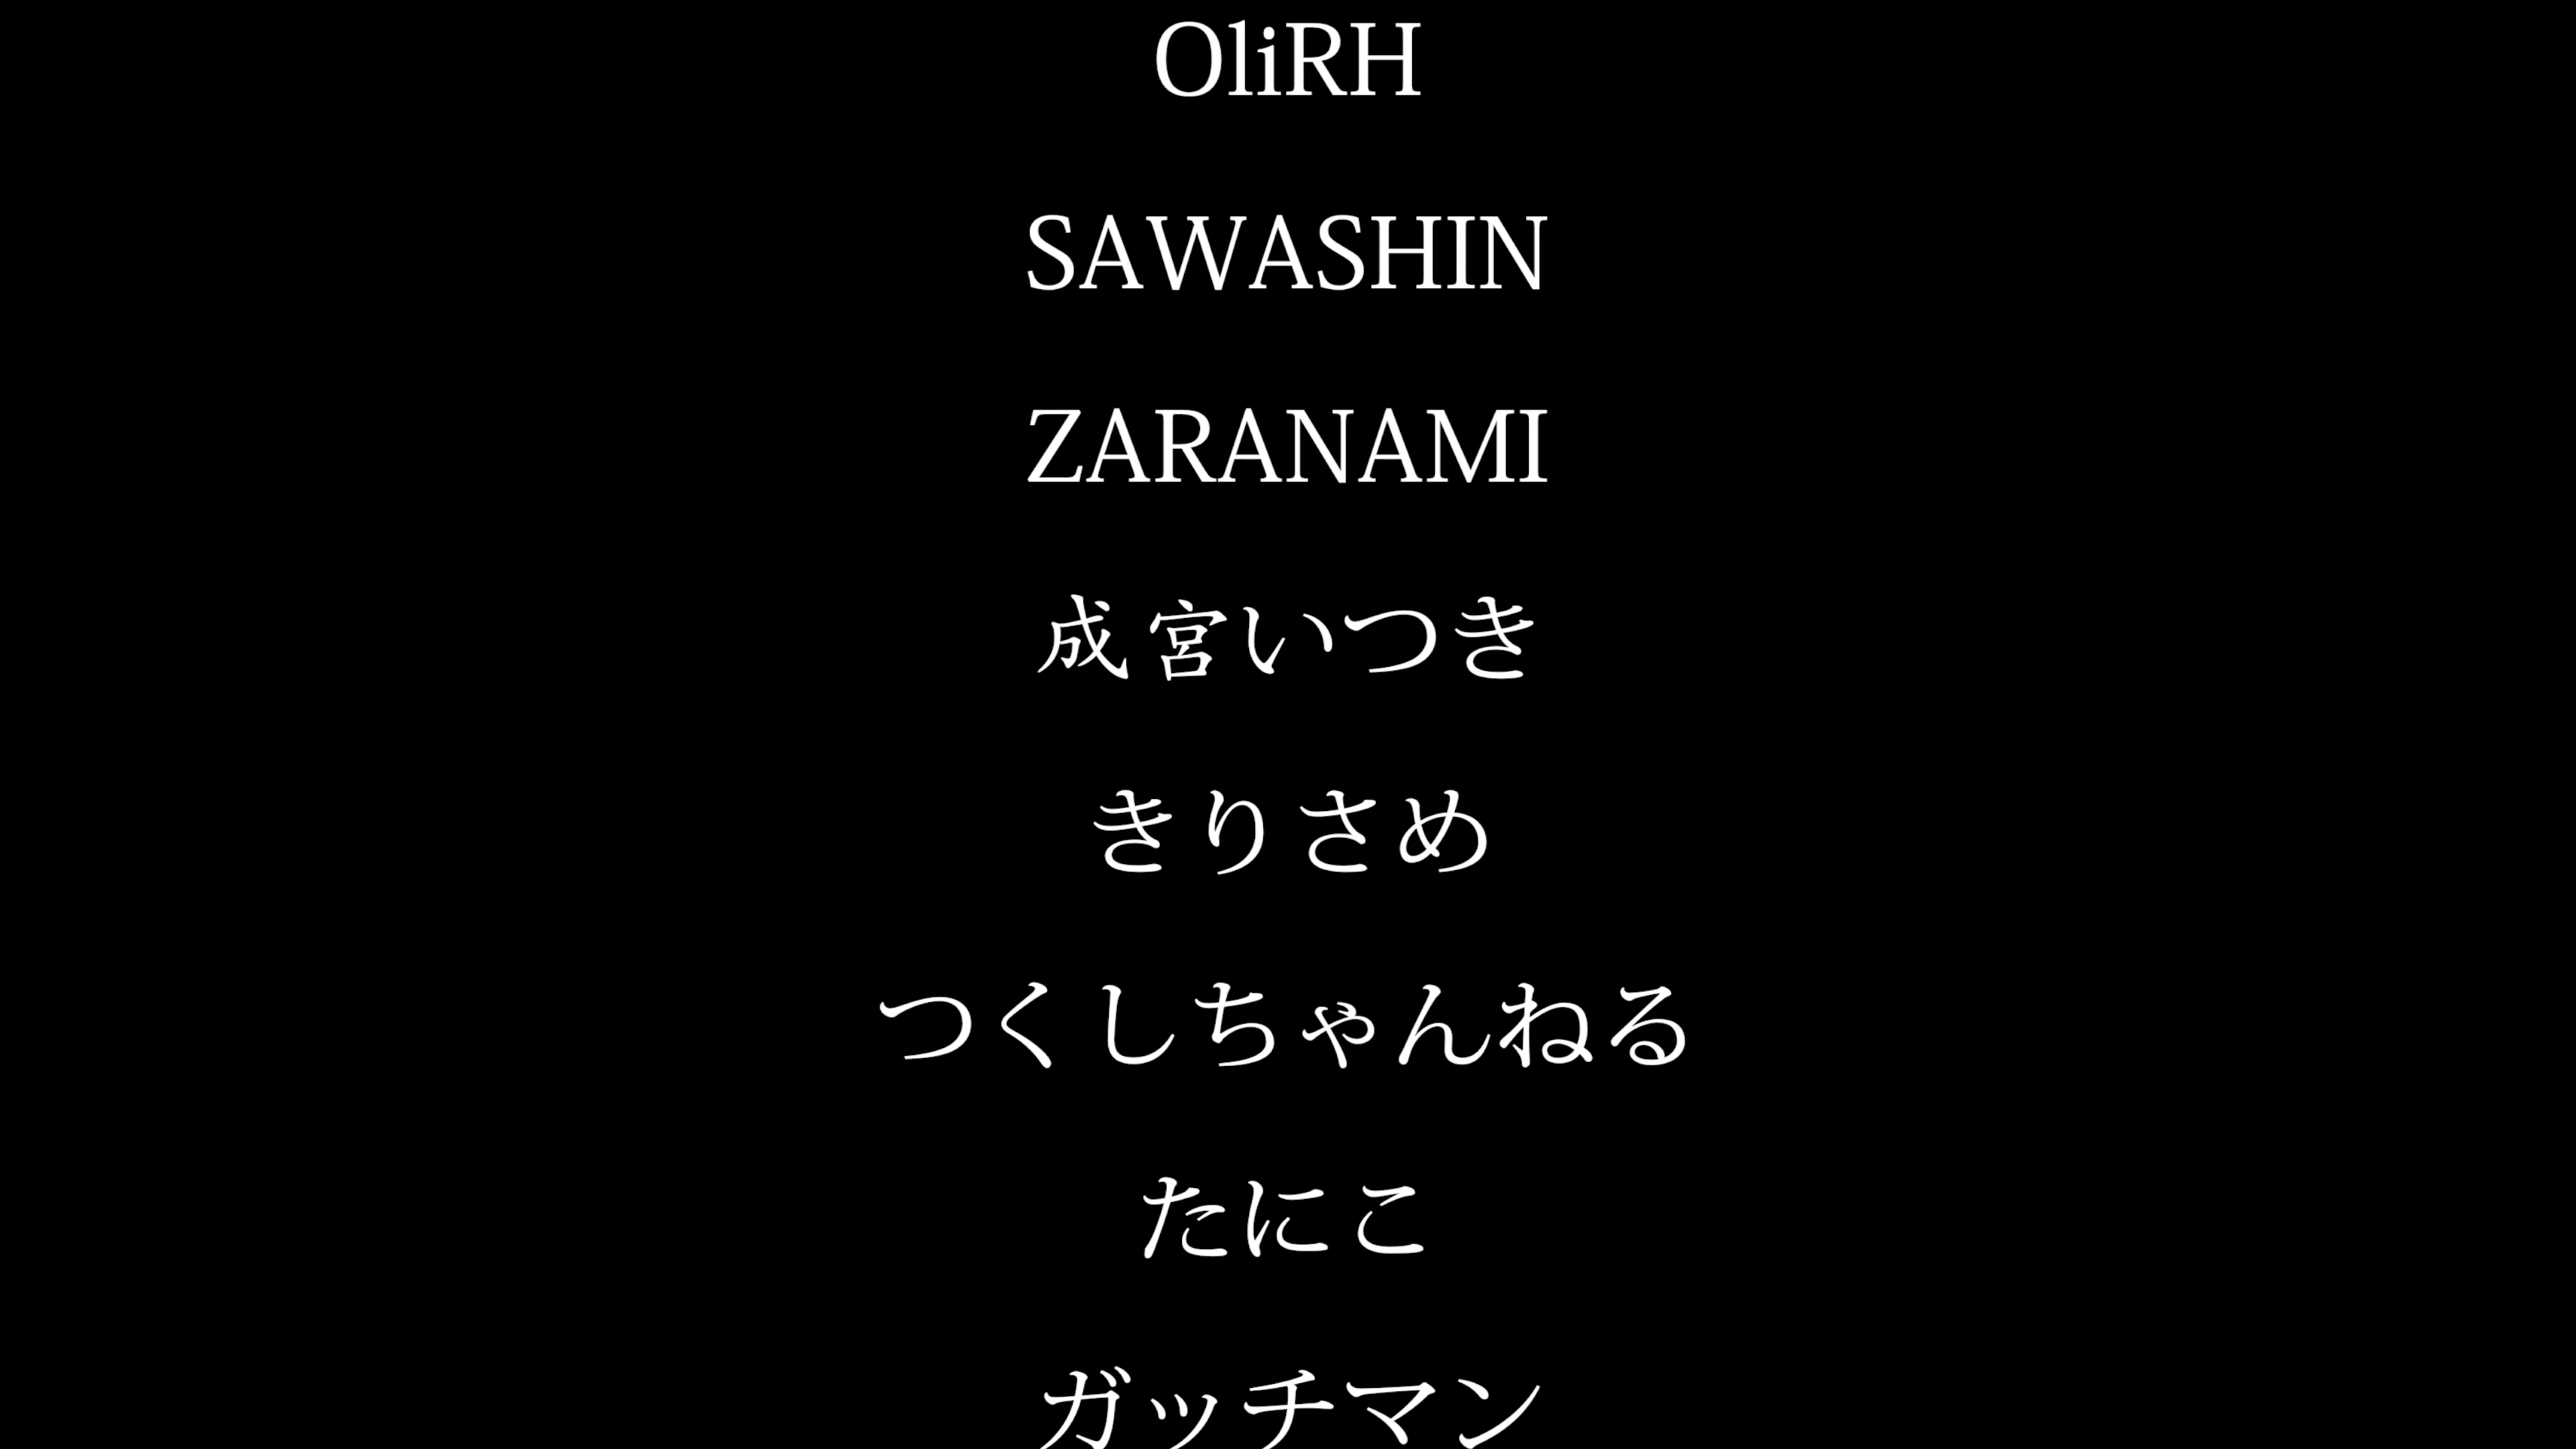 OliRH
SAWASHIN
ZARANAMI
成宮いつき
きりさめ
つくしちゃんねる
たにこ
ガッチマン